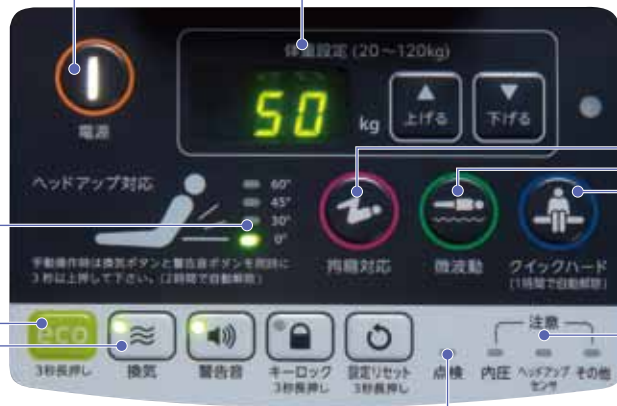 体重設定 (20～120kg)
電源
50 kg
上げる
下げる
ヘッドアップ対応
60°
45°
30°
0°
手動操作時は換気ボタンと警告音ボタンを同時に
3秒以上押して下さい。(2時間で自動解除)
拘縮対応
微波動
クイックハード
(1時間で自動解除)
eco
3秒長押し
換気
警告音
キーロック
3秒長押し
設定リセット
3秒長押し
点検
注意
内圧
ヘッドアップ
センサ
その他